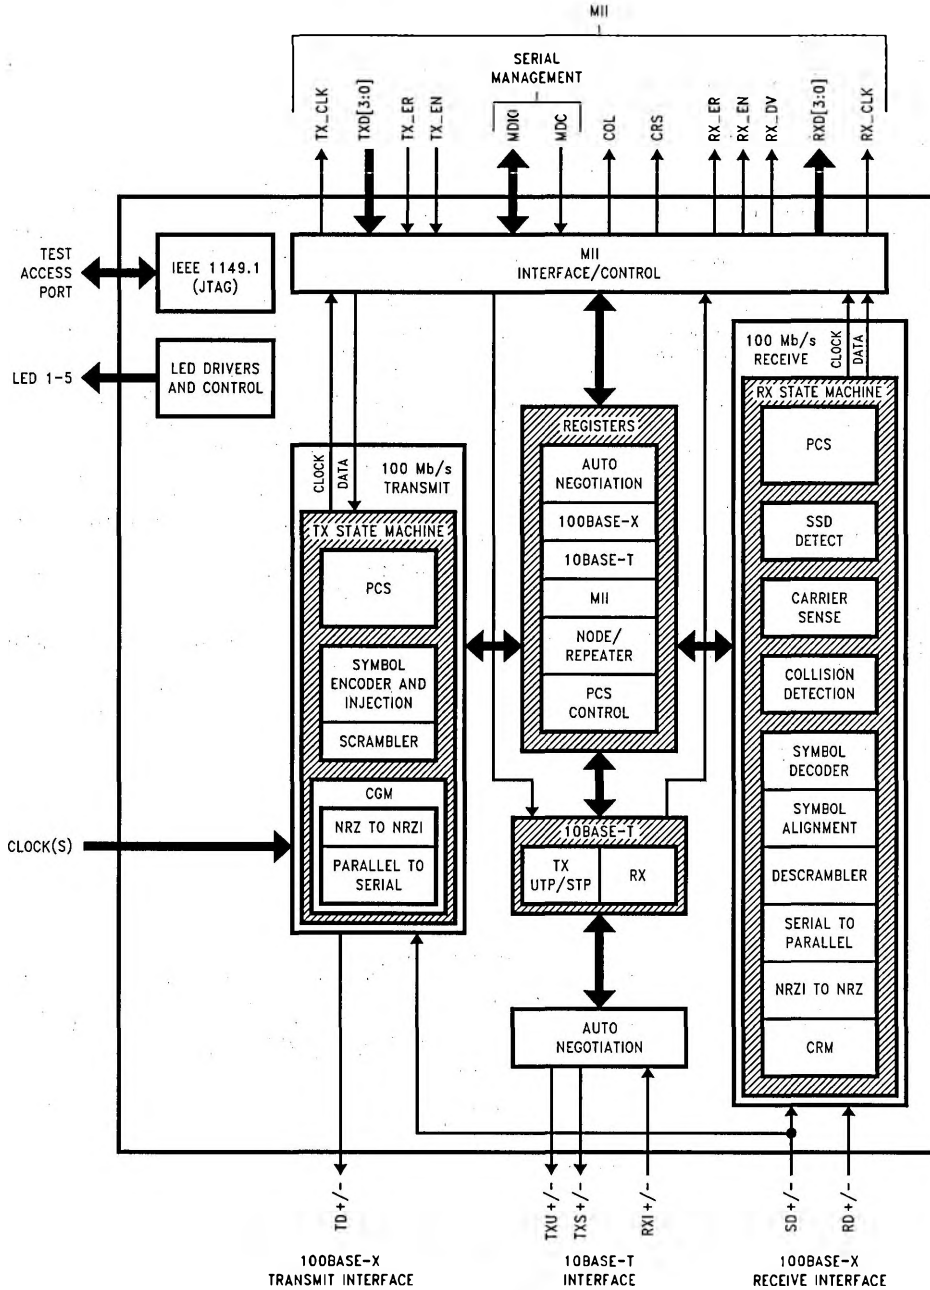 MII
SERIAL
MANAGEMENT
TX_CLK
TXD[3:0]
TX_ER
TX_EN
MDIO
MDC
COL
CRS
RX_ER
RX_EN
RX_DV
RXD[3:0]
RX_CLK
TEST
ACCESS
PORT
IEEE 1149.1
(JTAG)
MII
INTERFACE/CONTROL
LED 1-5
LED DRIVERS
AND CONTROL
100 Mb/s
RECEIVE
CLOCK
DATA
RX STATE MACHINE
PCS
SSD
DETECT
CARRIER
SENSE
COLLISION
DETECTION
SYMBOL
DECODER
SYMBOL
ALIGNMENT
DESCRAMBLER
SERIAL TO
PARALLEL
NRZI TO NRZ
CRM
REGISTERS
AUTO
NEGOTIATION
100BASE-X
10BASE-T
MII
NODE/
REPEATER
PCS
CONTROL
CLOCK
DATA
100 Mb/s
TRANSMIT
TX STATE MACHINE
PCS
SYMBOL
ENCODER AND
INJECTION
SCRAMBLER
CGM
NRZ TO NRZI
PARALLEL TO
SERIAL
CLOCK(S)
10BASE-T
TX
UTP/STP
RX
AUTO
NEGOTIATION
TD+/-
TXU+/-
TXS+/-
RXI+/-
SD+/-
RD+/-
100BASE-X
TRANSMIT INTERFACE
10BASE-T
INTERFACE
100BASE-X
RECEIVE INTERFACE